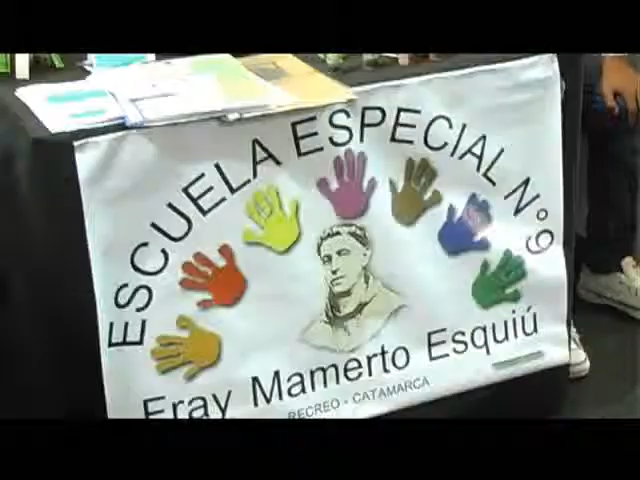 ESCUELA ESPECIAL N° 9
Fray Mamerto Esquiú
RECREO - CATAMARCA